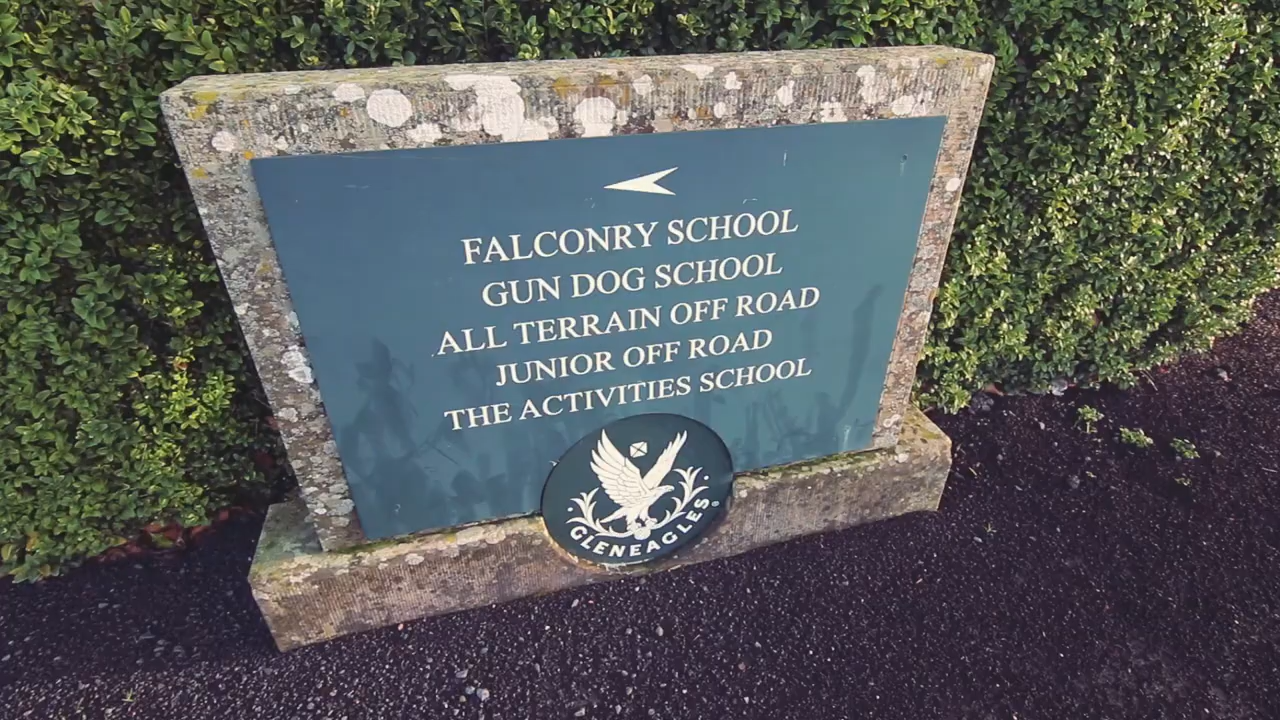 FALCONRY SCHOOL
GUN DOG SCHOOL
ALL TERRAIN OFF ROAD
JUNIOR OFF ROAD
THE ACTIVITIES SCHOOL
· GLENEAGLES · ®